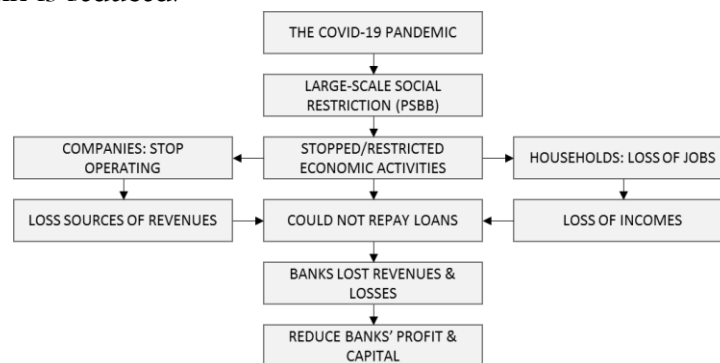 THE COVID-19 PANDEMIC
LARGE-SCALE SOCIAL
RESTRICTION (PSBB)
COMPANIES: STOP
OPERATING
STOPPED/RESTRICTED
ECONOMIC ACTIVITIES
HOUSEHOLDS: LOSS OF JOBS
LOSS SOURCES OF REVENUES
COULD NOT REPAY LOANS
LOSS OF INCOMES
BANKS LOST REVENUES &
LOSSES
REDUCE BANKS' PROFIT &
CAPITAL